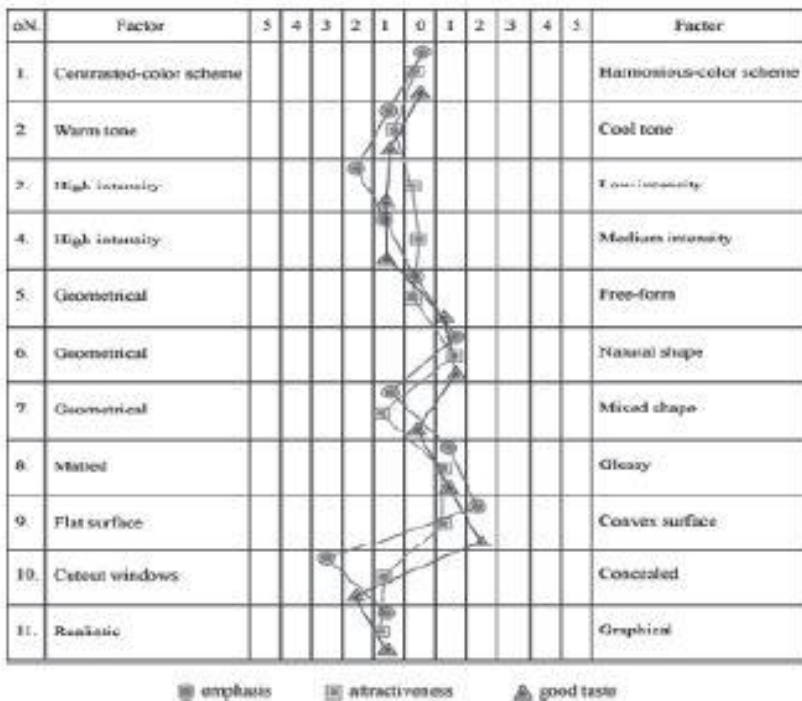 oN. Factor 5 4 3 2 1 0 1 2 3 4 5 Factor
1. Centrasted-color scheme Harmonious-color scheme
2 Warm tone Cool tone
High intensity Low intensity
4. High intensity Medium intensity
5. Geometrical Free-form
6. Geometrical Natural shape
7. Geometrical Mixed shape
8. Matted Glossy
9. Flat surface Convex surface
10. Cutout windows Concealed
11. Realistic Graphical
emphasis attractiveness good taste